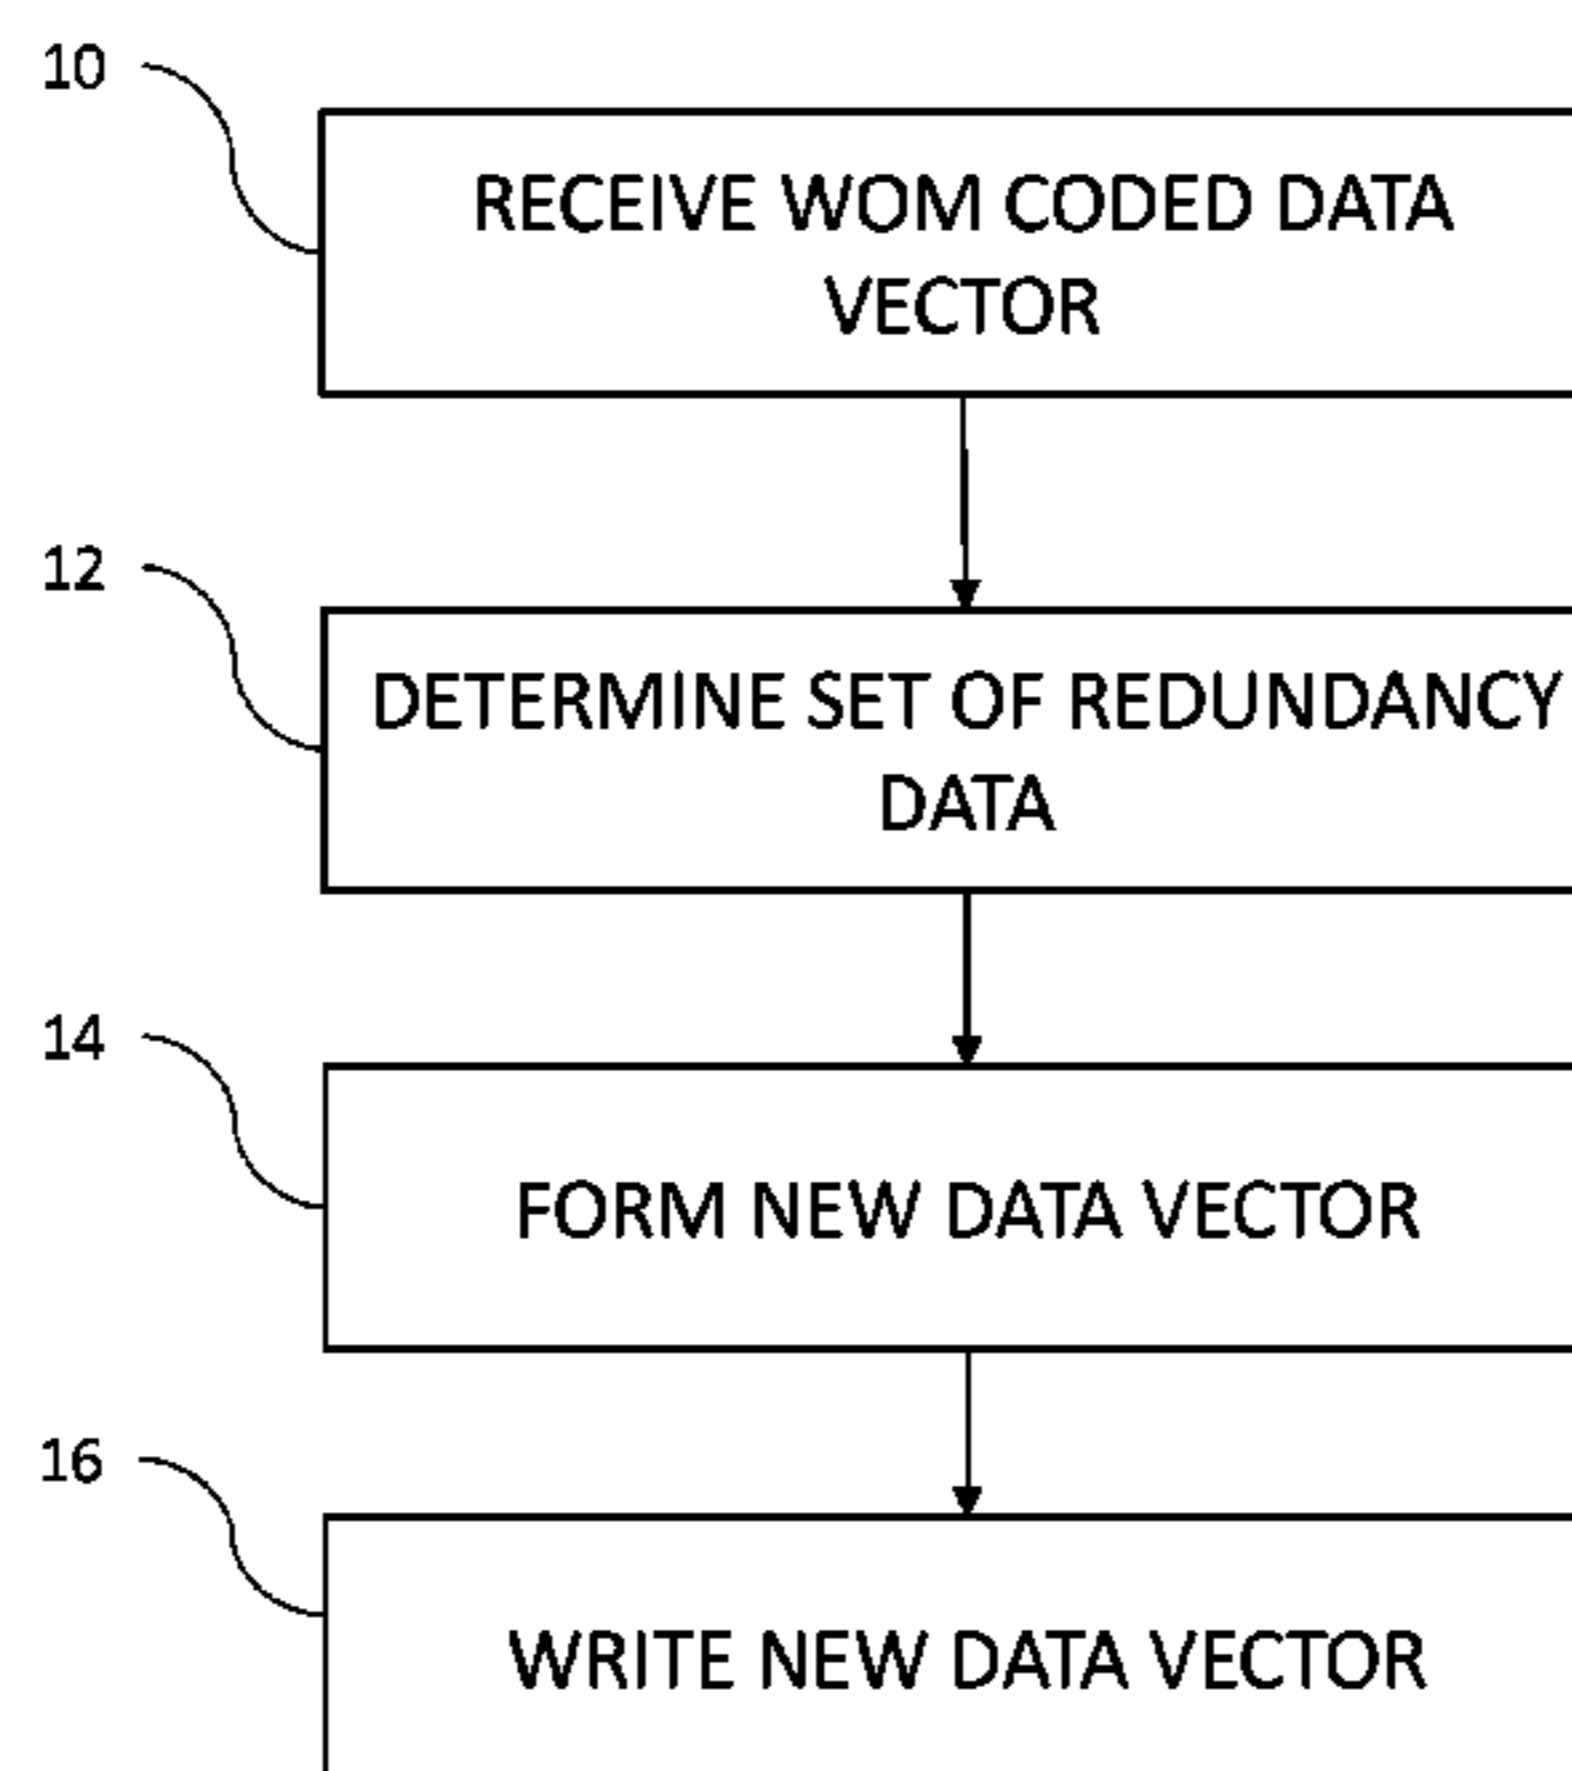 10
RECEIVE WOM CODED DATA
VECTOR
12
DETERMINE SET OF REDUNDANCY
DATA
14
FORM NEW DATA VECTOR
16
WRITE NEW DATA VECTOR